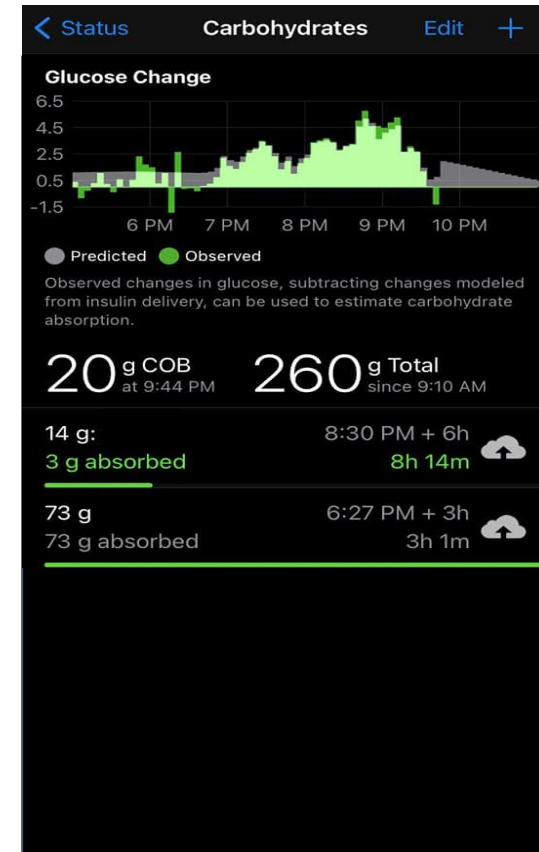 Status Carbohydrates Edit +
Glucose Change
6.5
4.5
2.5
0.5
-1.5
6 PM 7 PM 8 PM 9 PM 10 PM
Predicted Observed
Observed changes in glucose, subtracting changes modeled
from insulin delivery, can be used to estimate carbohydrate
absorption.
20 g COB at 9:44 PM 260 g Total since 9:10 AM
14 g: 8:30 PM + 6h
3 g absorbed 8h 14m
73 g 6:27 PM + 3h
73 g absorbed 3h 1m